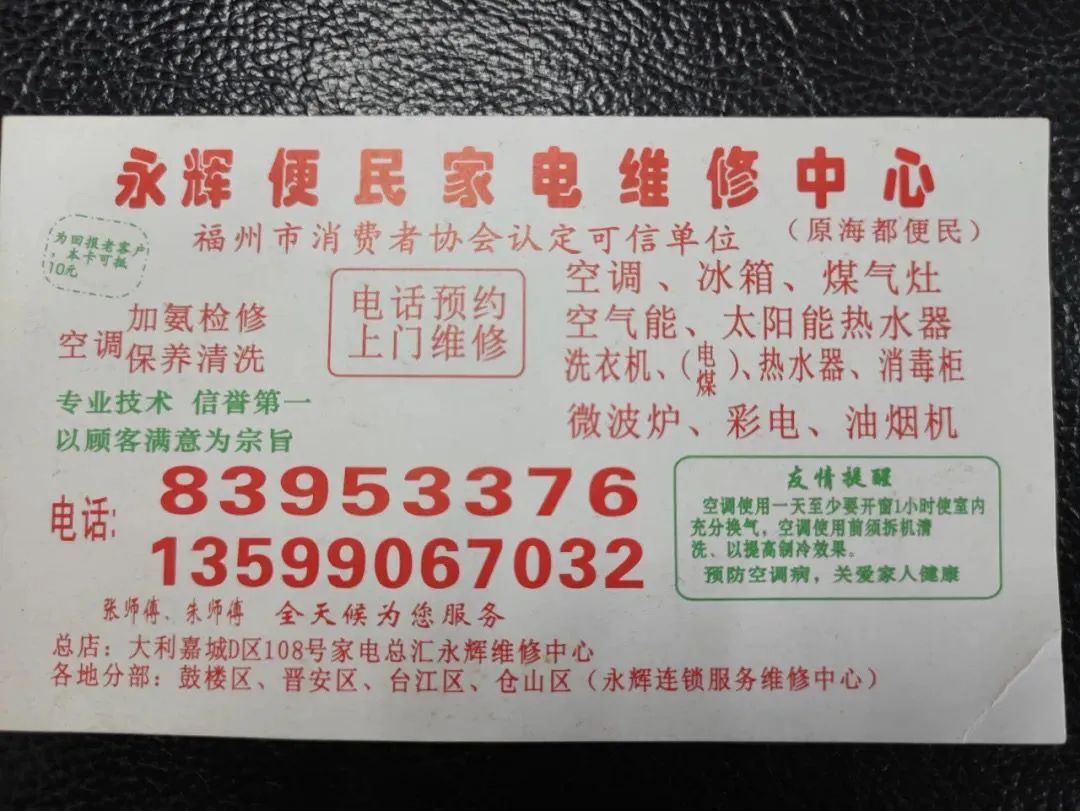 永辉便民家电维修中心
福州市消费者协会认定可信单位
（原海都便民）
为回报老客户
本卡可抵
10元
空调
加氨检修
保养清洗
电话预约
上门维修
空调、冰箱、煤气灶
空气能、太阳能热水器
洗衣机、（电煤）、热水器、消毒柜
微波炉、彩电、油烟机
专业技术 信誉第一
以顾客满意为宗旨
电话:
83953376
13599067032
友情提醒
空调使用一天至少要开窗1小时使室内
充分换气，空调使用前须拆机清
洗、以提高制冷效果。
预防空调病，关爱家人健康
张师傅、朱师傅 全天候为您服务
总店：大利嘉城D区108号家电总汇永辉维修中心
各地分部：鼓楼区、晋安区、台江区、仓山区（永辉连锁服务维修中心）